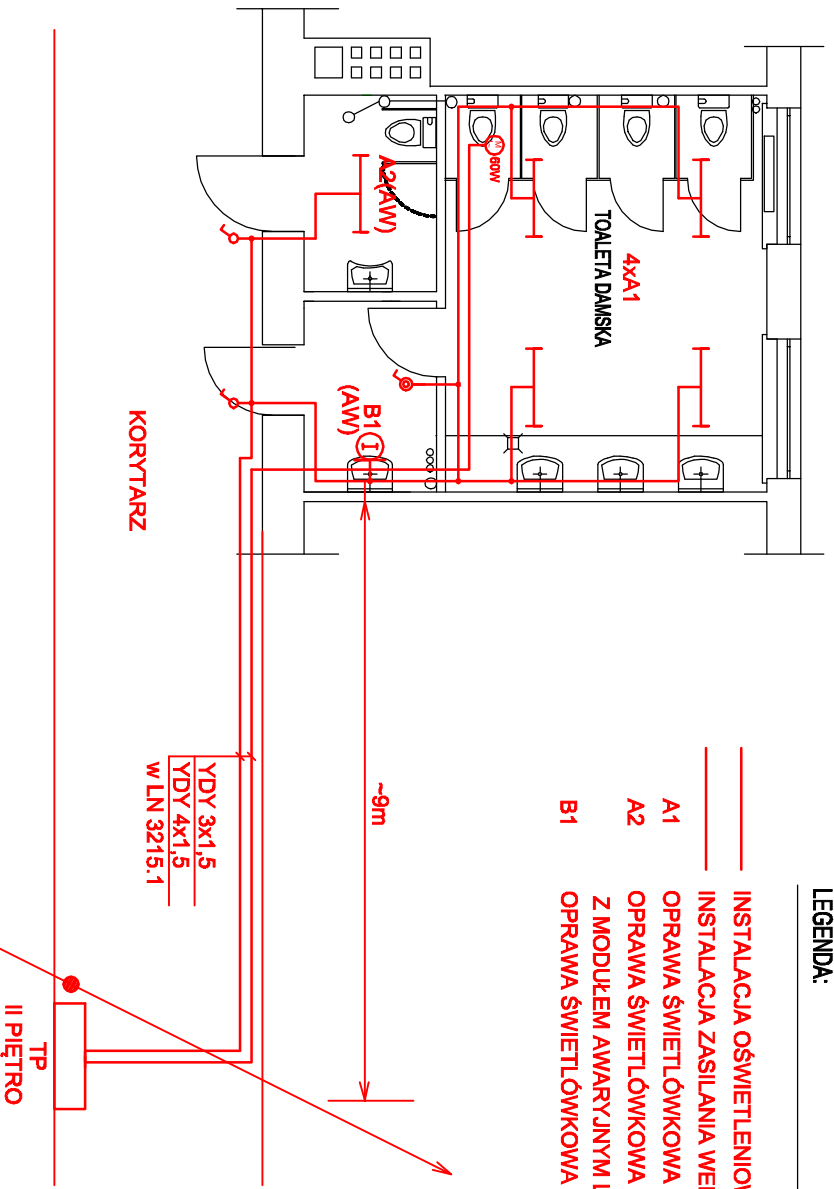 LEGENDA:
INSTALACJA OŚWIETLENIOW
INSTALACJA ZASILANIA WE
A1 OPRAWA ŚWIETLÓWKOWA
A2 OPRAWA ŚWIETLÓWKOWA
Z MODUŁEM AWARYJNYM
B1 OPRAWA ŚWIETLÓWKOWA
4xA1
TOALETA DAMSKA
M
60W
A2(AW)
B1
(AW)
~9m
KORYTARZ
YDY 3x1,5
YDY 4x1,5
w LN 3215.1
TP
II PIĘTRO